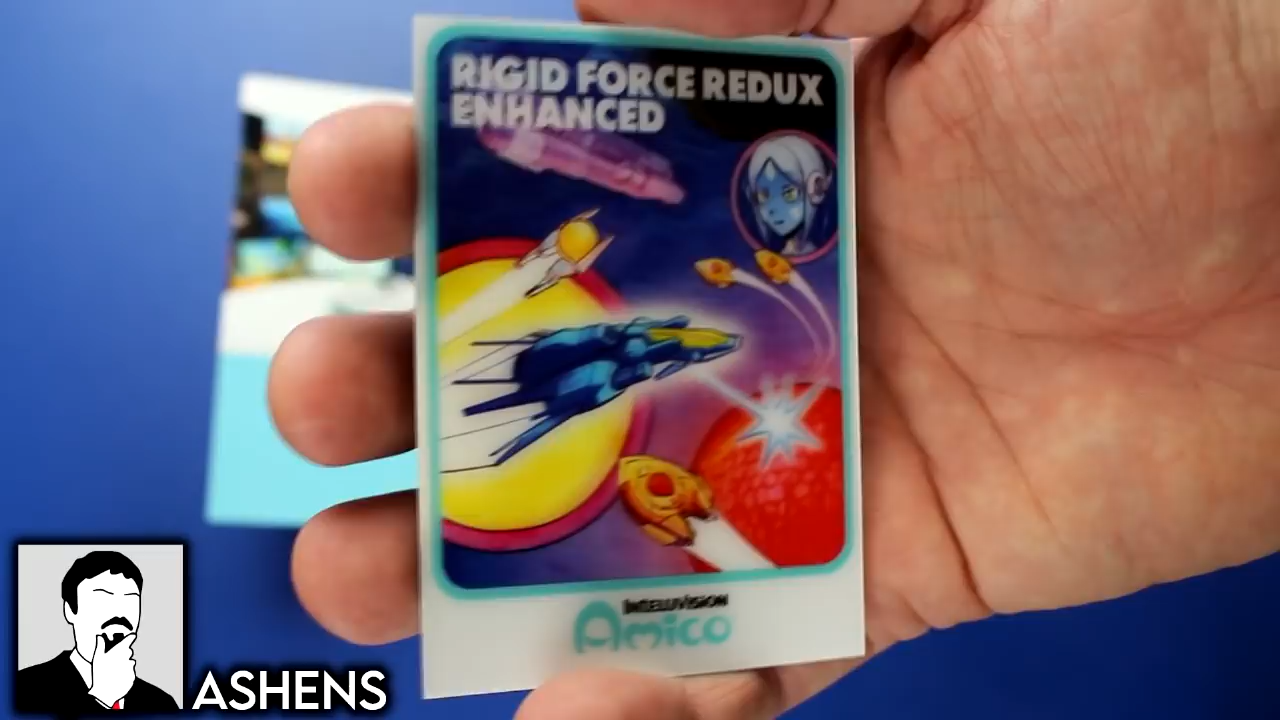 RIGID FORCE REDUX
ENHANCED
INTELLIVISION
Amico
ASHENS